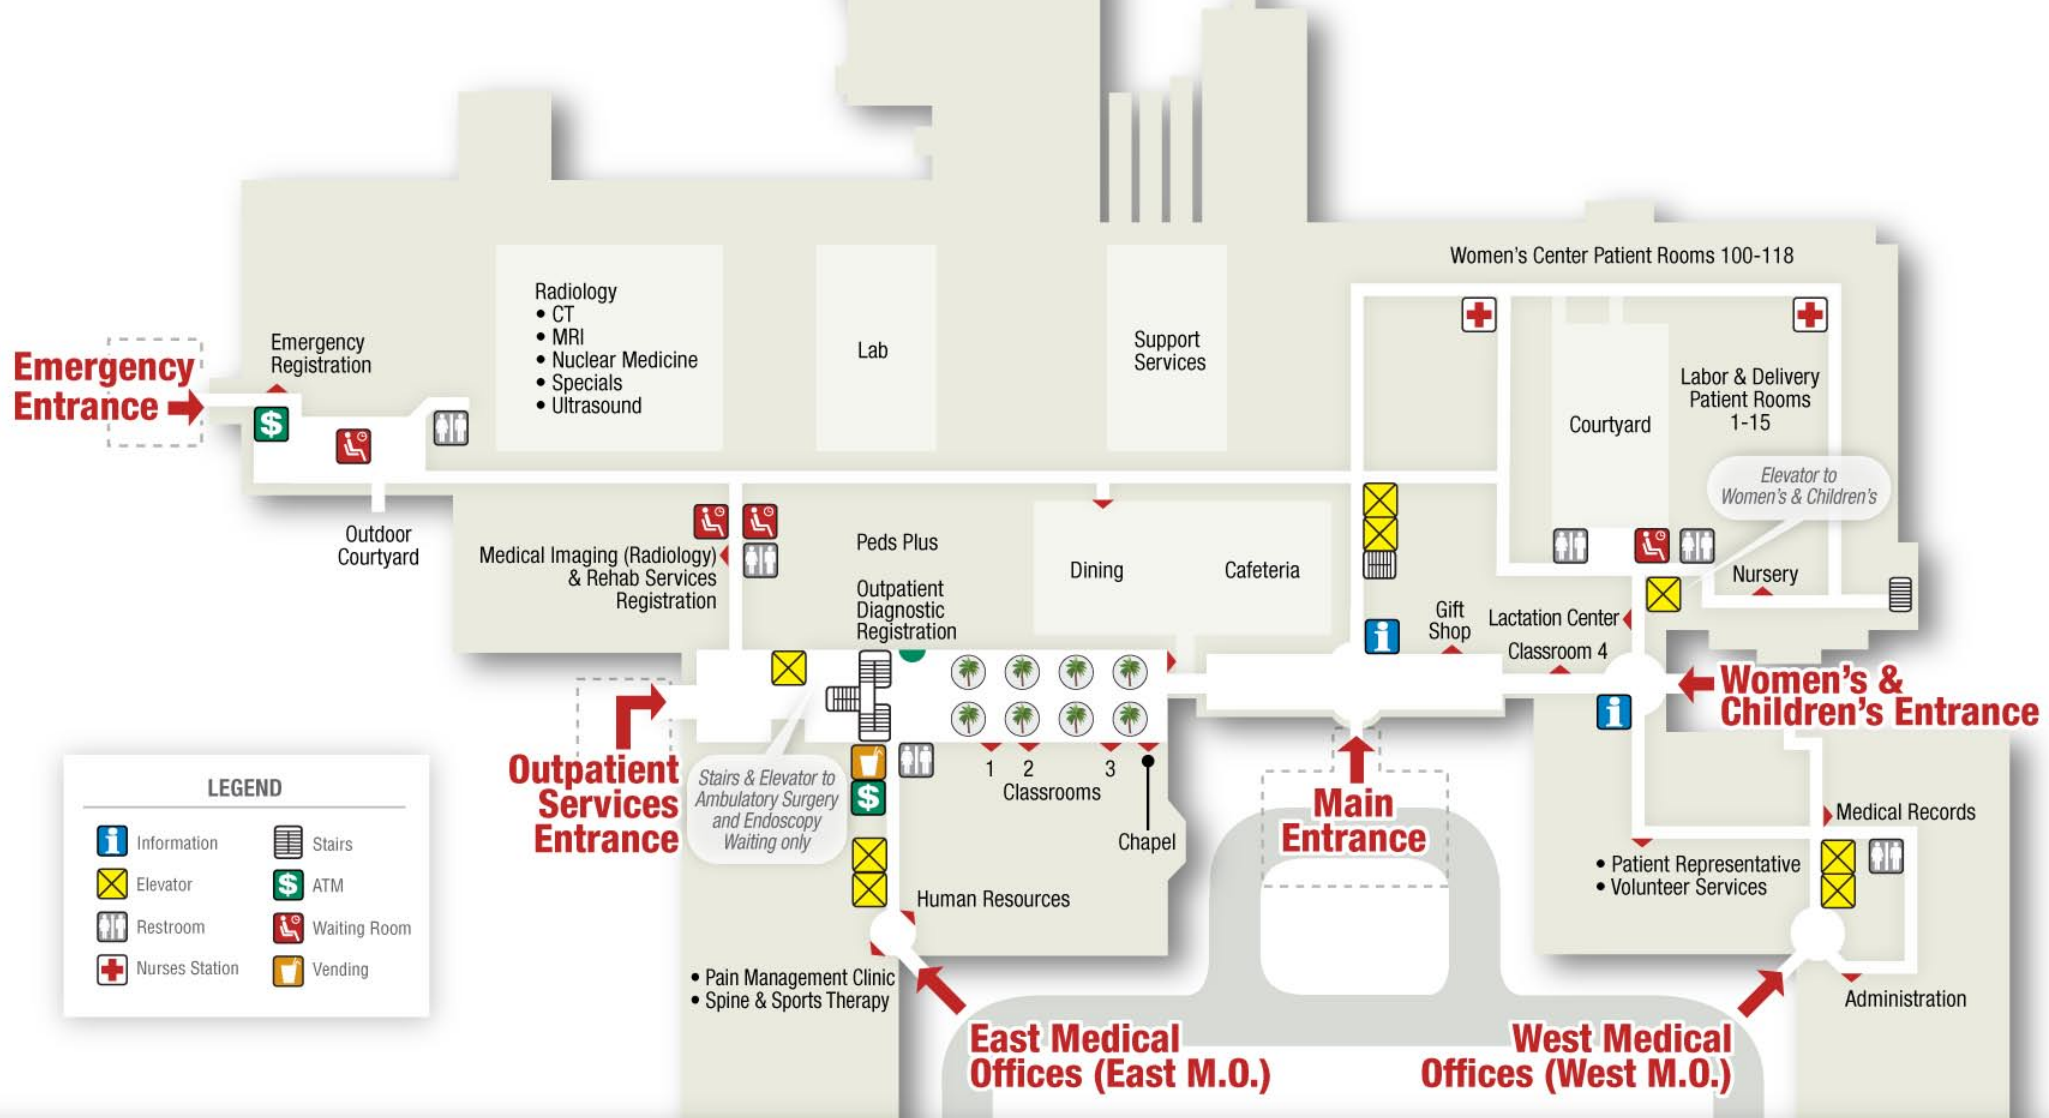 Women's Center Patient Rooms 100-118
Radiology
• CT
• MRI
• Nuclear Medicine
• Specials
• Ultrasound
Lab
Support
Services
Emergency
Registration
Emergency
Entrance
$
Labor & Delivery
Patient Rooms
1-15
Courtyard
Elevator to
Women's & Children's
Outdoor
Courtyard
Medical Imaging (Radiology)
& Rehab Services
Registration
Peds Plus
Outpatient
Diagnostic
Registration
Dining
Cafeteria
Nursery
Gift
Shop
Lactation Center
Classroom 4
i
Women's &
Children's Entrance
i
Outpatient
Services
Entrance
Stairs & Elevator to
Ambulatory Surgery
and Endoscopy
Waiting only
$
1 2 3
Classrooms
Chapel
Main
Entrance
Medical Records
• Patient Representative
• Volunteer Services
Human Resources
• Pain Management Clinic
• Spine & Sports Therapy
Administration
East Medical
Offices (East M.O.)
West Medical
Offices (West M.O.)
LEGEND
i Information
Stairs
Elevator
$ ATM
Restroom
Waiting Room
Nurses Station
Vending